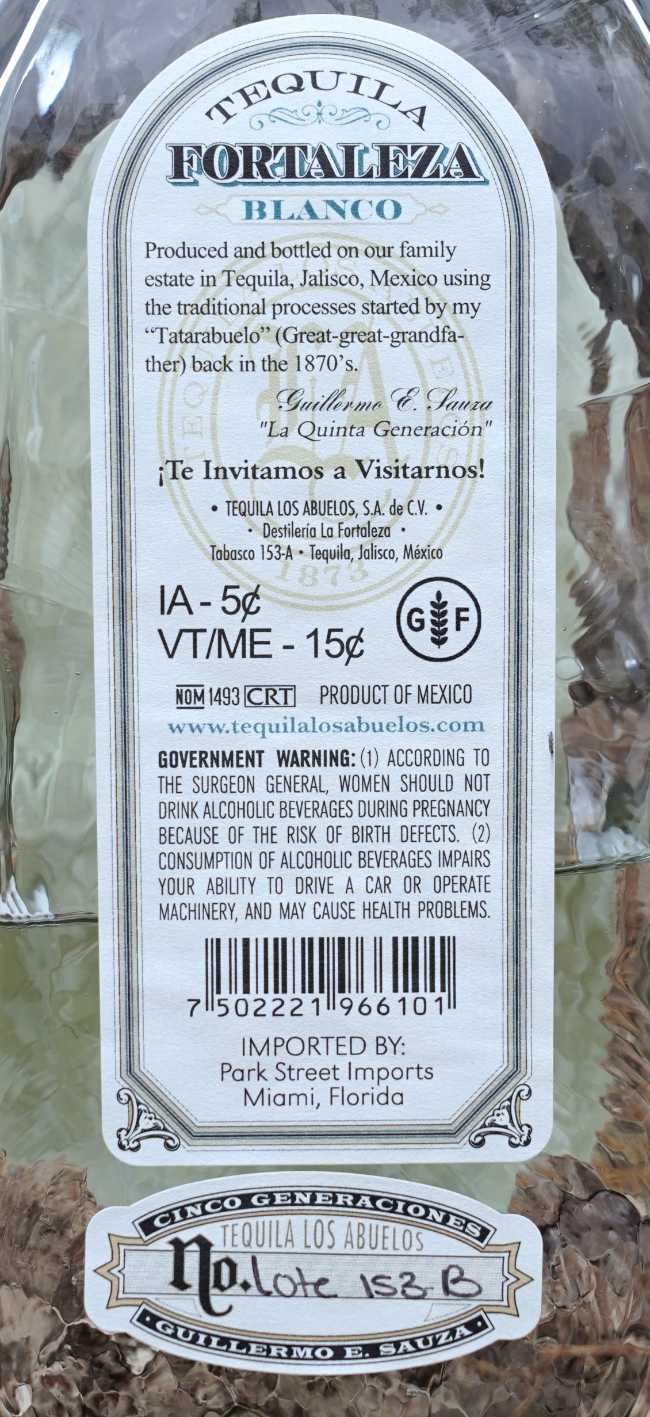 TEQUILA
FORTALEZA
BLANCO
Produced and bottled on our family
estate in Tequila, Jalisco, Mexico using
the traditional processes started by my
“Tatarabuelo” (Great-great-grandfa-
ther) back in the 1870’s.
Guillermo E. Sauza
"La Quinta Generación"
¡Te Invitamos a Visitarnos!
• TEQUILA LOS ABUELOS, S.A. de C.V. •
• Destilería La Fortaleza •
Tabasco 153-A • Tequila, Jalisco, México
TEQUILA LOS ABUELOS
1873
IA - 5¢
VT/ME - 15¢
G F
NOM 1493 CRT PRODUCT OF MEXICO
www.tequilalosabuelos.com
GOVERNMENT WARNING: (1) ACCORDING TO
THE SURGEON GENERAL, WOMEN SHOULD NOT
DRINK ALCOHOLIC BEVERAGES DURING PREGNANCY
BECAUSE OF THE RISK OF BIRTH DEFECTS. (2)
CONSUMPTION OF ALCOHOLIC BEVERAGES IMPAIRS
YOUR ABILITY TO DRIVE A CAR OR OPERATE
MACHINERY, AND MAY CAUSE HEALTH PROBLEMS.
7 502221 966101
IMPORTED BY:
Park Street Imports
Miami, Florida
CINCO GENERACIONES
TEQUILA LOS ABUELOS
No. lote 153-B
• GUILLERMO E. SAUZA •